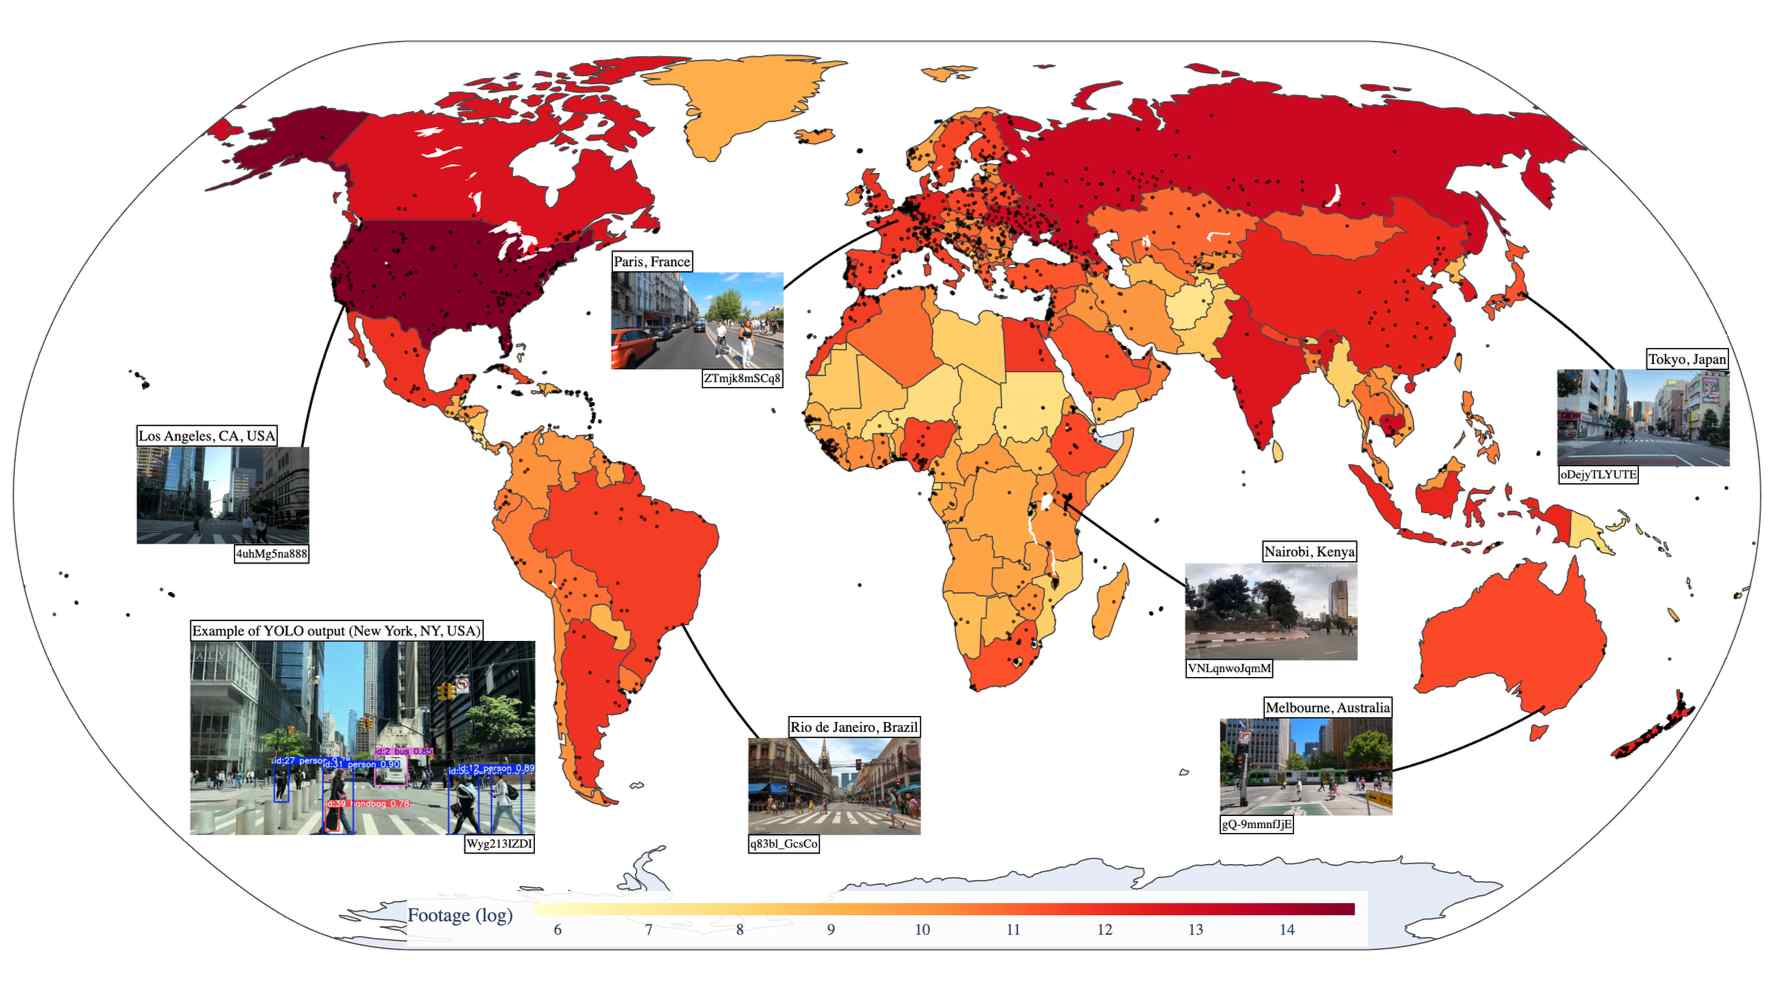 Paris, France
ZTmjk8mSCq8
Tokyo, Japan
oDejyTLYUTE
Los Angeles, CA, USA
4uhMg5na888
Nairobi, Kenya
VNLqnwoJqmM
Example of YOLO output (New York, NY, USA)
id:2 bus 0.85
id:27 person
id:31 person 0.90
id:12 person 0.89
id:39 handbag 0.78
Wyg213IZDI
Rio de Janeiro, Brazil
q83bl_GcsCo
Melbourne, Australia
gQ-9mmnfJjE
Footage (log)
6 7 8 9 10 11 12 13 14